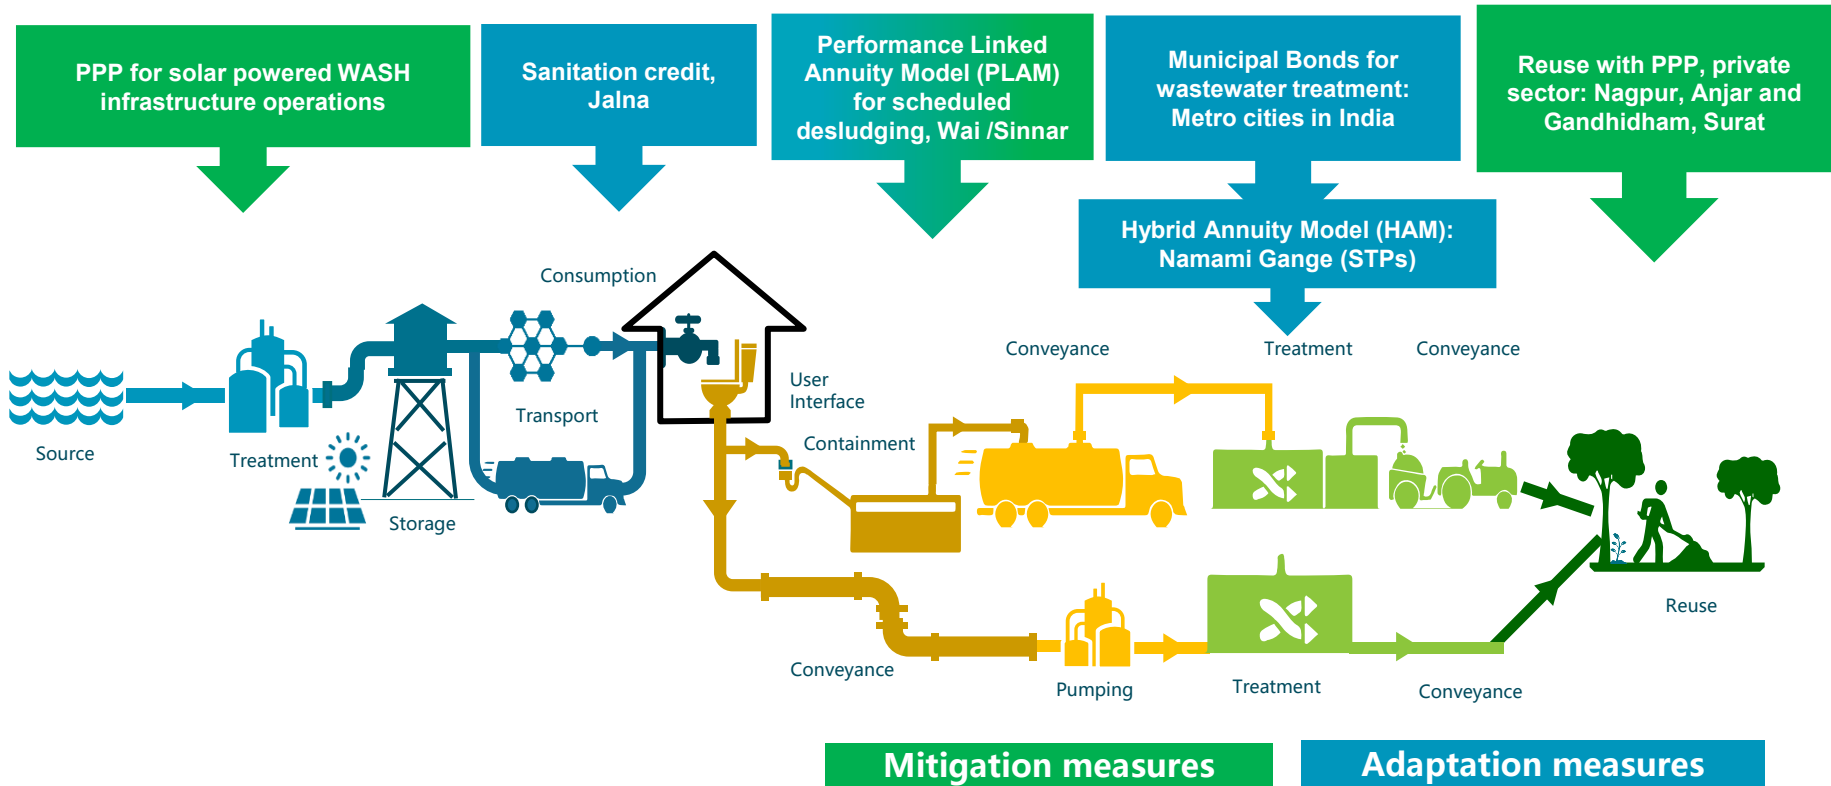 PPP for solar powered WASH
infrastructure operations
Sanitation credit,
Jalna
Performance Linked
Annuity Model (PLAM)
for scheduled
desludging, Wai /Sinnar
Municipal Bonds for
wastewater treatment:
Metro cities in India
Reuse with PPP, private
sector: Nagpur, Anjar and
Gandhidham, Surat
Hybrid Annuity Model (HAM):
Namami Gange (STPs)
Consumption
Conveyance
Treatment
Conveyance
User
Interface
Transport
Containment
Source
Treatment
Storage
Reuse
Conveyance
Pumping
Treatment
Conveyance
Mitigation measures
Adaptation measures